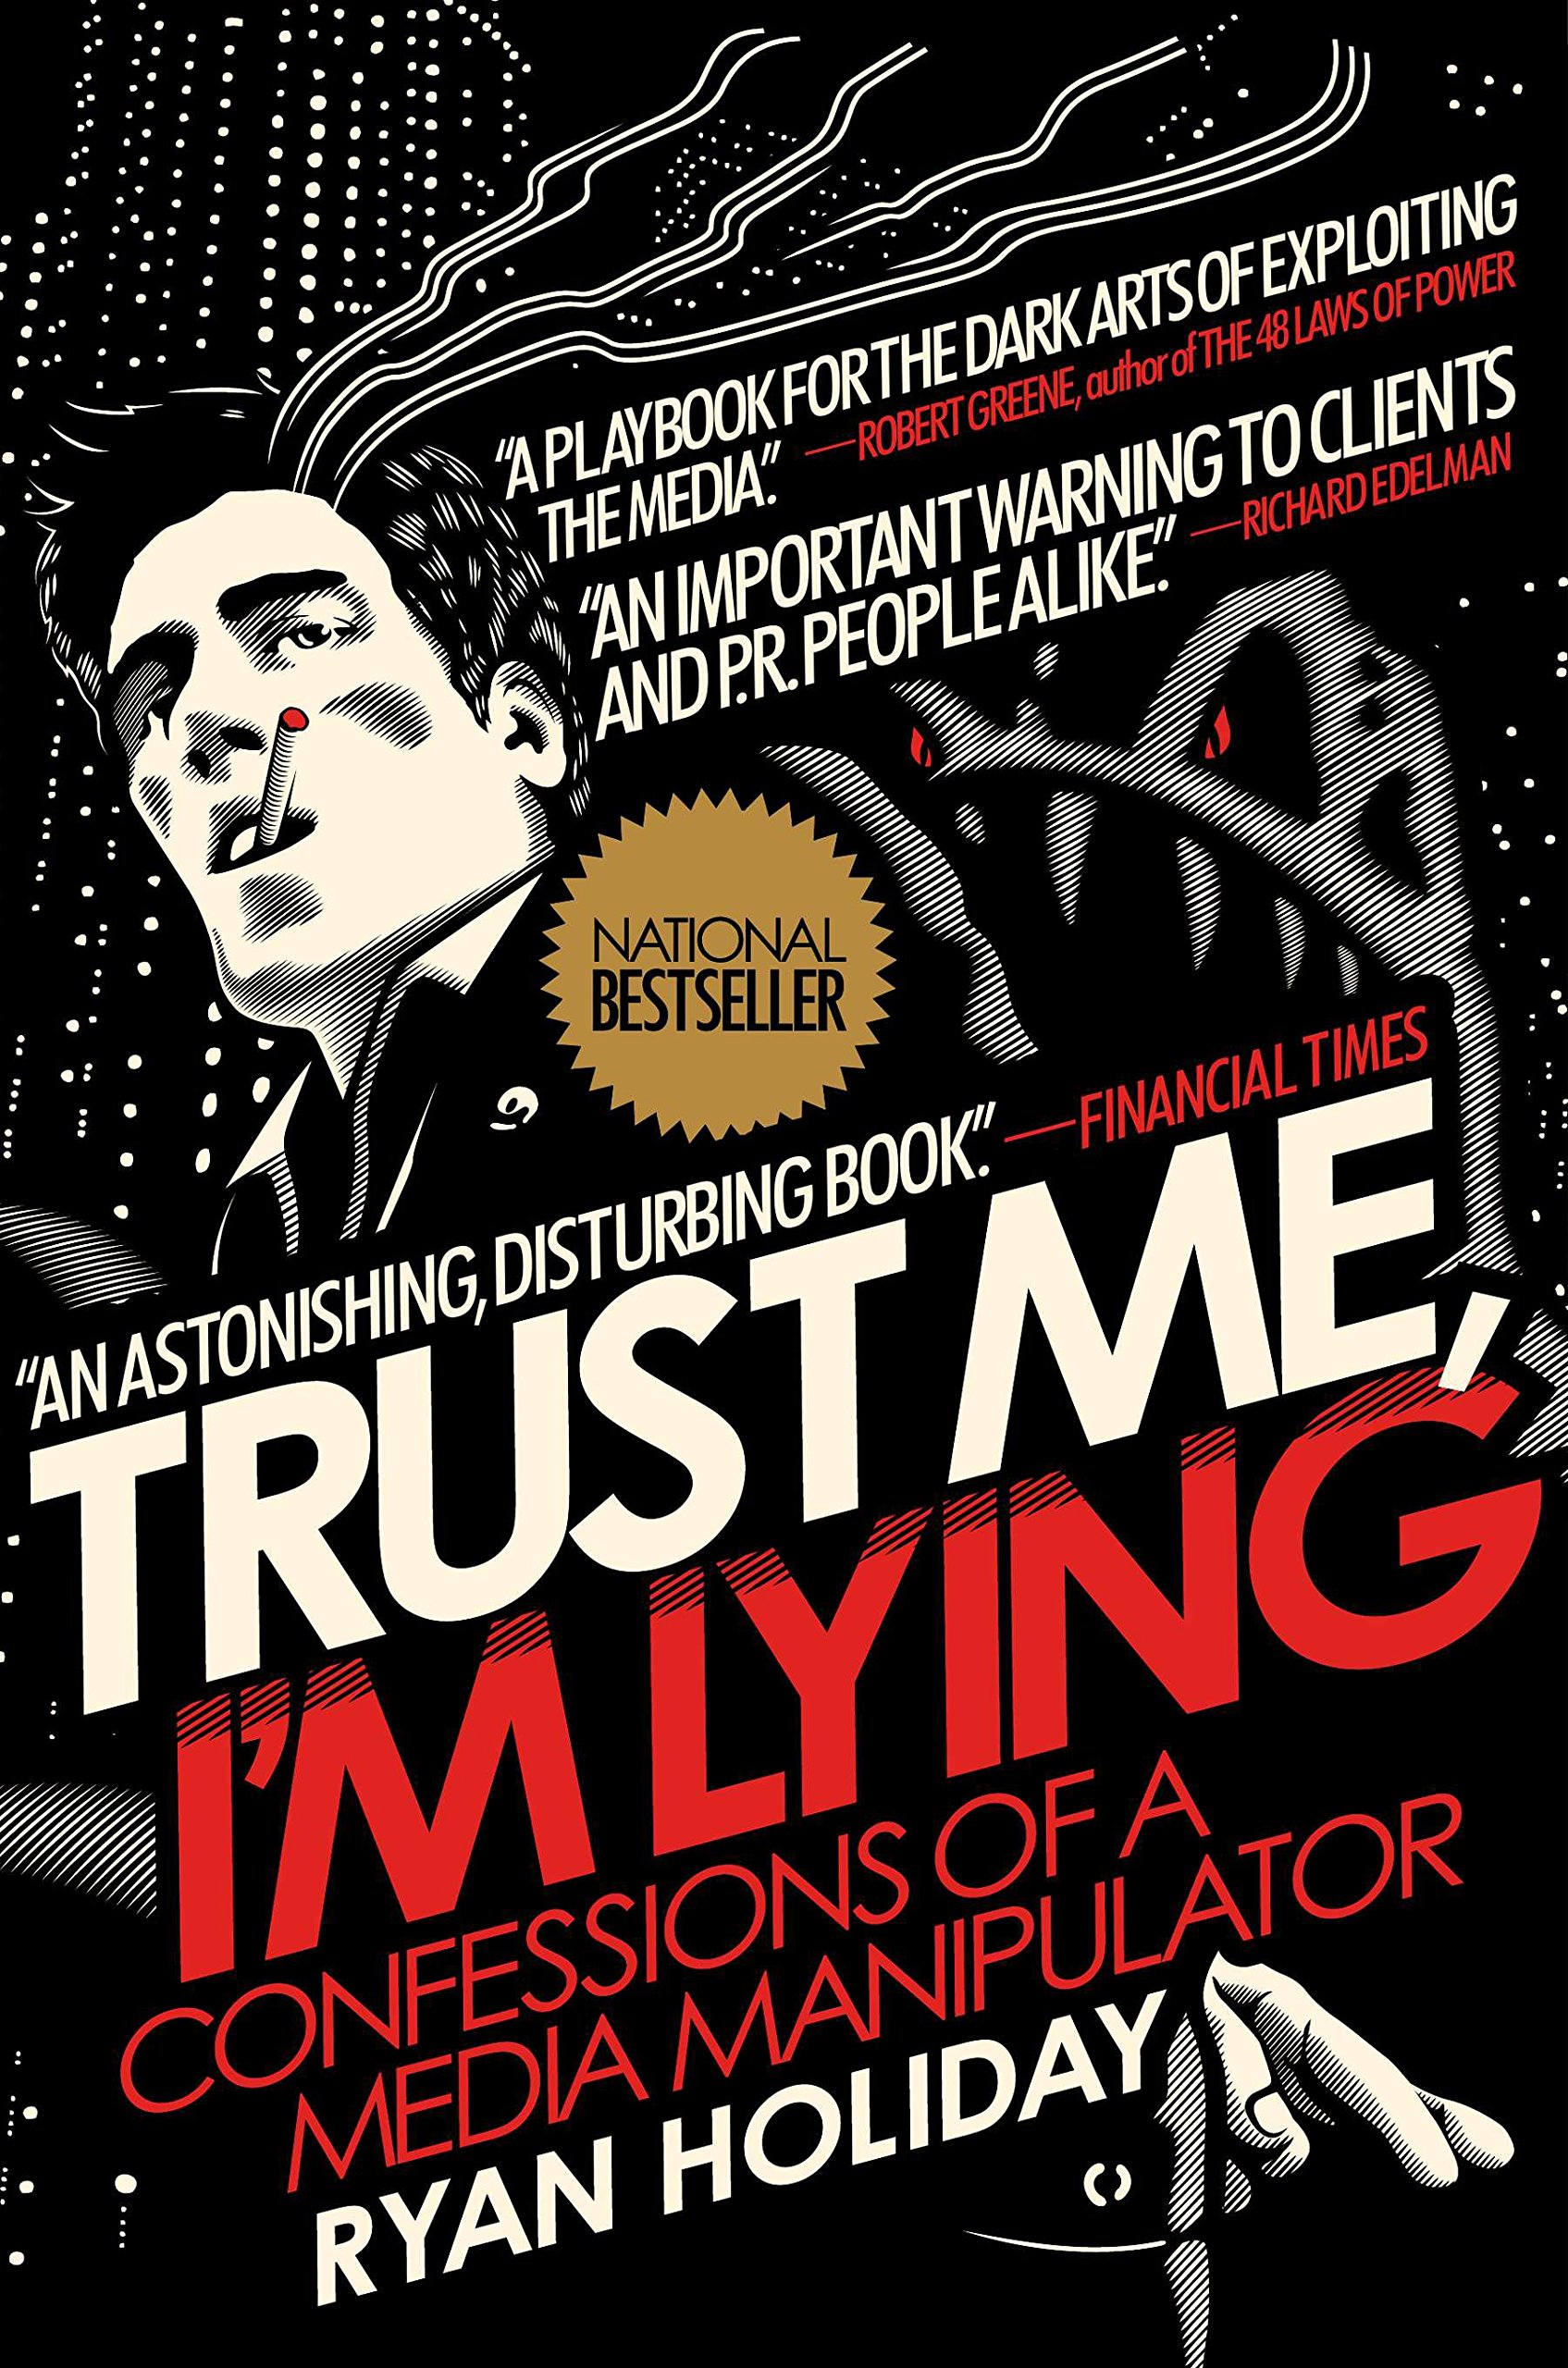 “A PLAYBOOK FOR THE DARK ARTS OF EXPLOITING
THE MEDIA.” —ROBERT GREENE, author of THE 48 LAWS OF POWER
“AN IMPORTANT WARNING TO CLIENTS
AND P.R. PEOPLE ALIKE.” —RICHARD EDELMAN
NATIONAL
BESTSELLER
“AN ASTONISHING, DISTURBING BOOK.” —FINANCIAL TIMES
TRUST ME,
I’M LYING
CONFESSIONS OF A
MEDIA MANIPULATOR
RYAN HOLIDAY